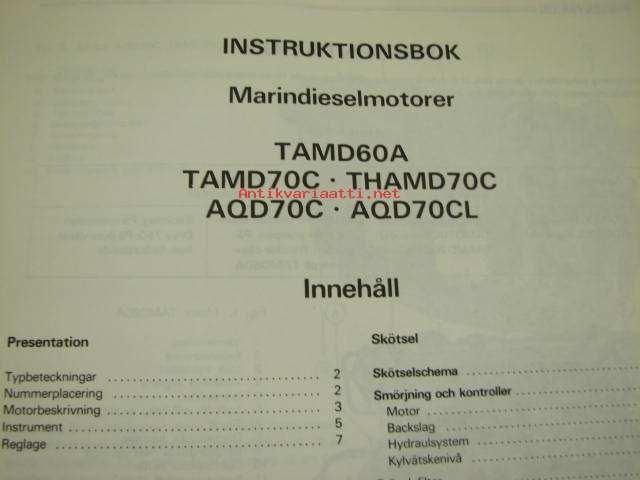 INSTRUKTIONSBOK
Marindieselmotorer
TAMD60A
TAMD70C · THAMD70C
Antikvariaatti.net
AQD70C · AQD70CL
Innehåll
Presentation
Typbeteckningar 2
Nummerplacering 2
Motorbeskrivning 3
Instrument 5
Reglage 7
Skötsel
Skötselschema
Smörjning och kontroller
Motor
Backslag
Hydraulsystem
Kylvätskenivå